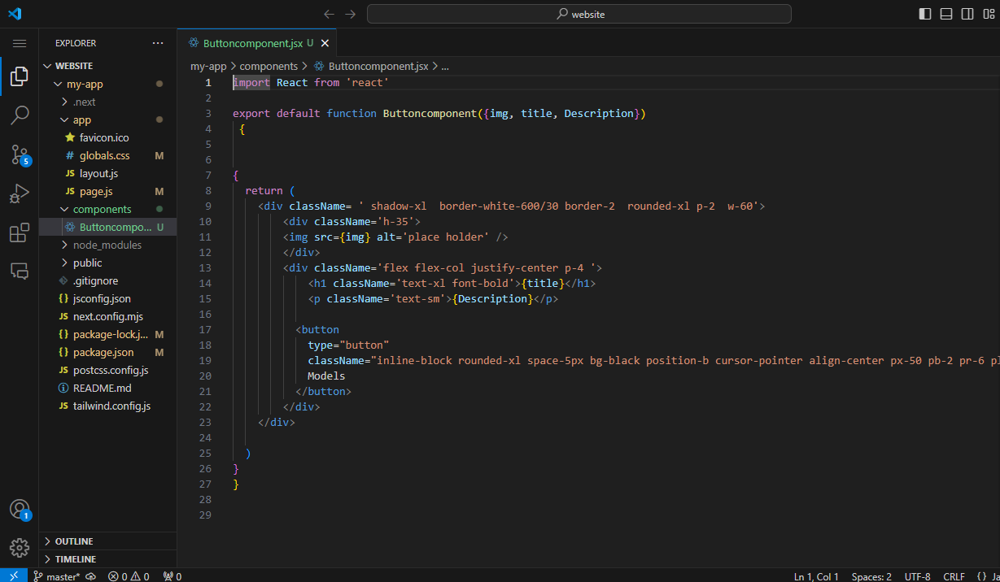 website
EXPLORER ...
WEBSITE
my-app
.next
app
favicon.ico
# globals.css M
JS layout.js
JS page.js M
components
Buttoncompo... U
node_modules
public
.gitignore
{} jsconfig.json
JS next.config.mjs
{} package-lock.j... M
{} package.json M
JS postcss.config.js
README.md
JS tailwind.config.js
OUTLINE
TIMELINE
5
1
Buttoncomponent.jsx U
my-app > components > Buttoncomponent.jsx > ...
1 import React from 'react'
2
3 export default function Buttoncomponent({img, title, Description})
4 {
5
6
7 {
8 return (
9 <div className= ' shadow-xl  border-white-600/30 border-2  rounded-xl p-2  w-60'>
10 <div className='h-35'>
11 <img src={img} alt='place holder' />
12 </div>
13 <div className='flex flex-col justify-center p-4 '>
14 <h1 className='text-xl font-bold'>{title}</h1>
15 <p className='text-sm'>{Description}</p>
16
17 <button
18 type="button"
19 className="inline-block rounded-xl space-5px bg-black position-b cursor-pointer align-center px-50 pb-2 pr-6
20 Models
21 </button>
22 </div>
23 </div>
24
25 )
26 }
27 }
28
29
master* 0 0 0
Ln 1, Col 1 Spaces: 2 UTF-8 CRLF {} Ja